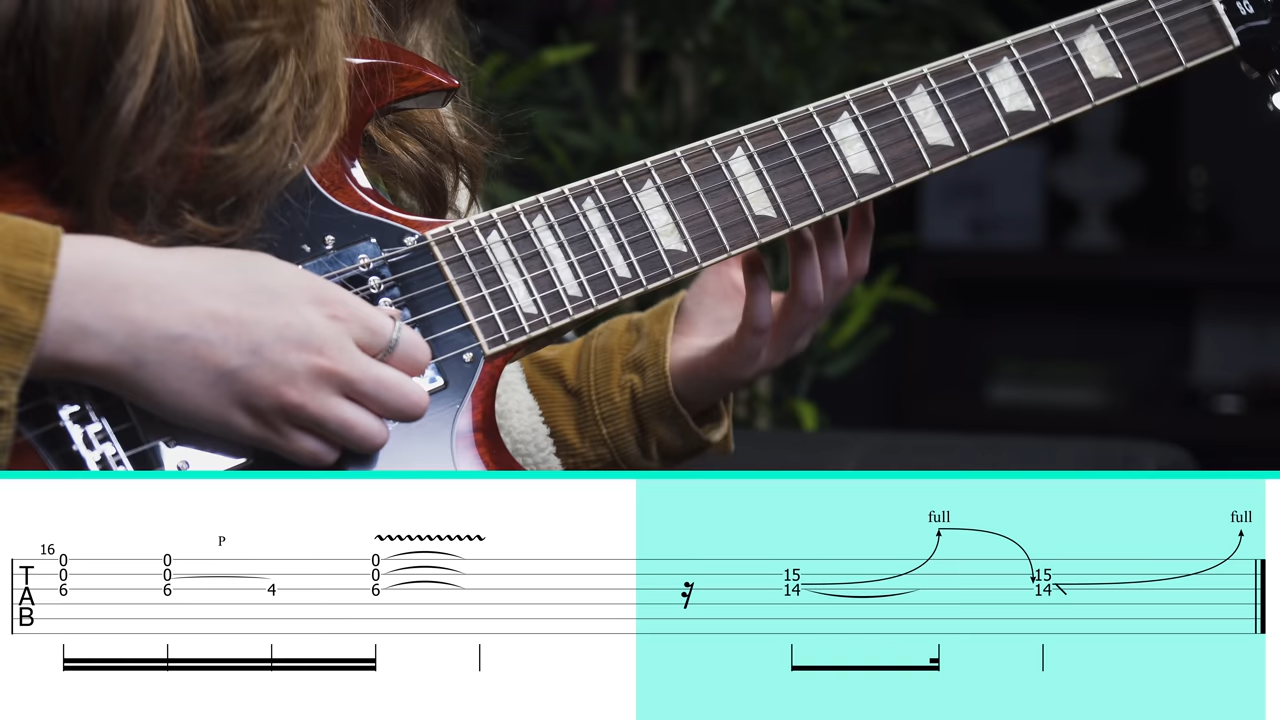 SG
full full
P
16
T A B
0 0 0
0 0 0 15 15
6 6 4 6 14 14